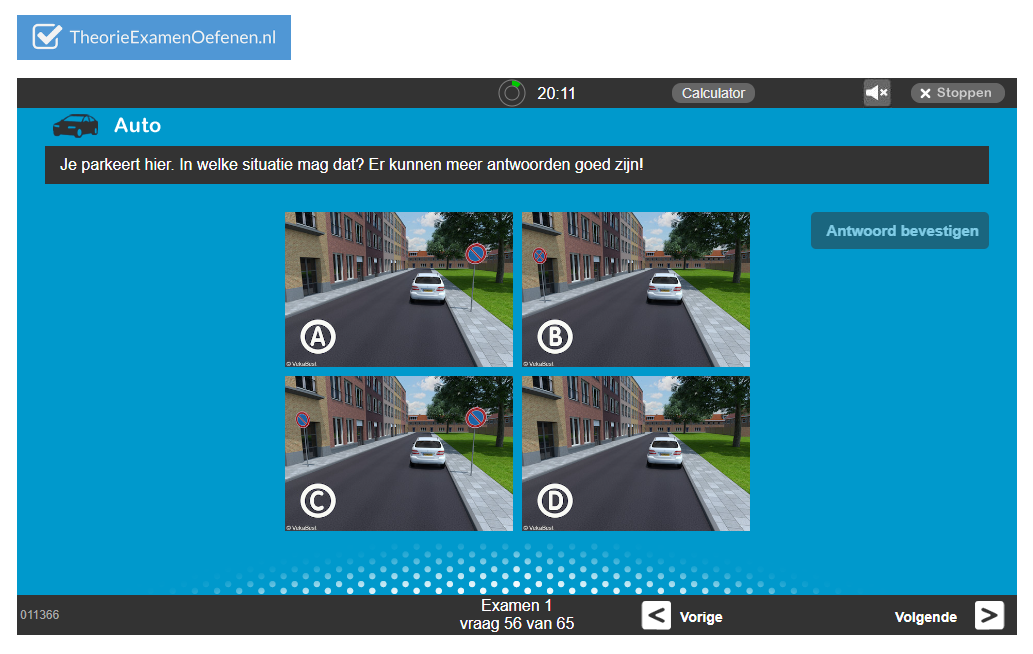 TheorieExamenOefenen.nl
20:11
Calculator
Stoppen
Auto
Je parkeert hier. In welke situatie mag dat? Er kunnen meer antwoorden goed zijn!
Antwoord bevestigen
A
B
© VekaBest
© VekaBest
C
D
© VekaBest
© VekaBest
011366
Examen 1
vraag 56 van 65
< Vorige
Volgende >